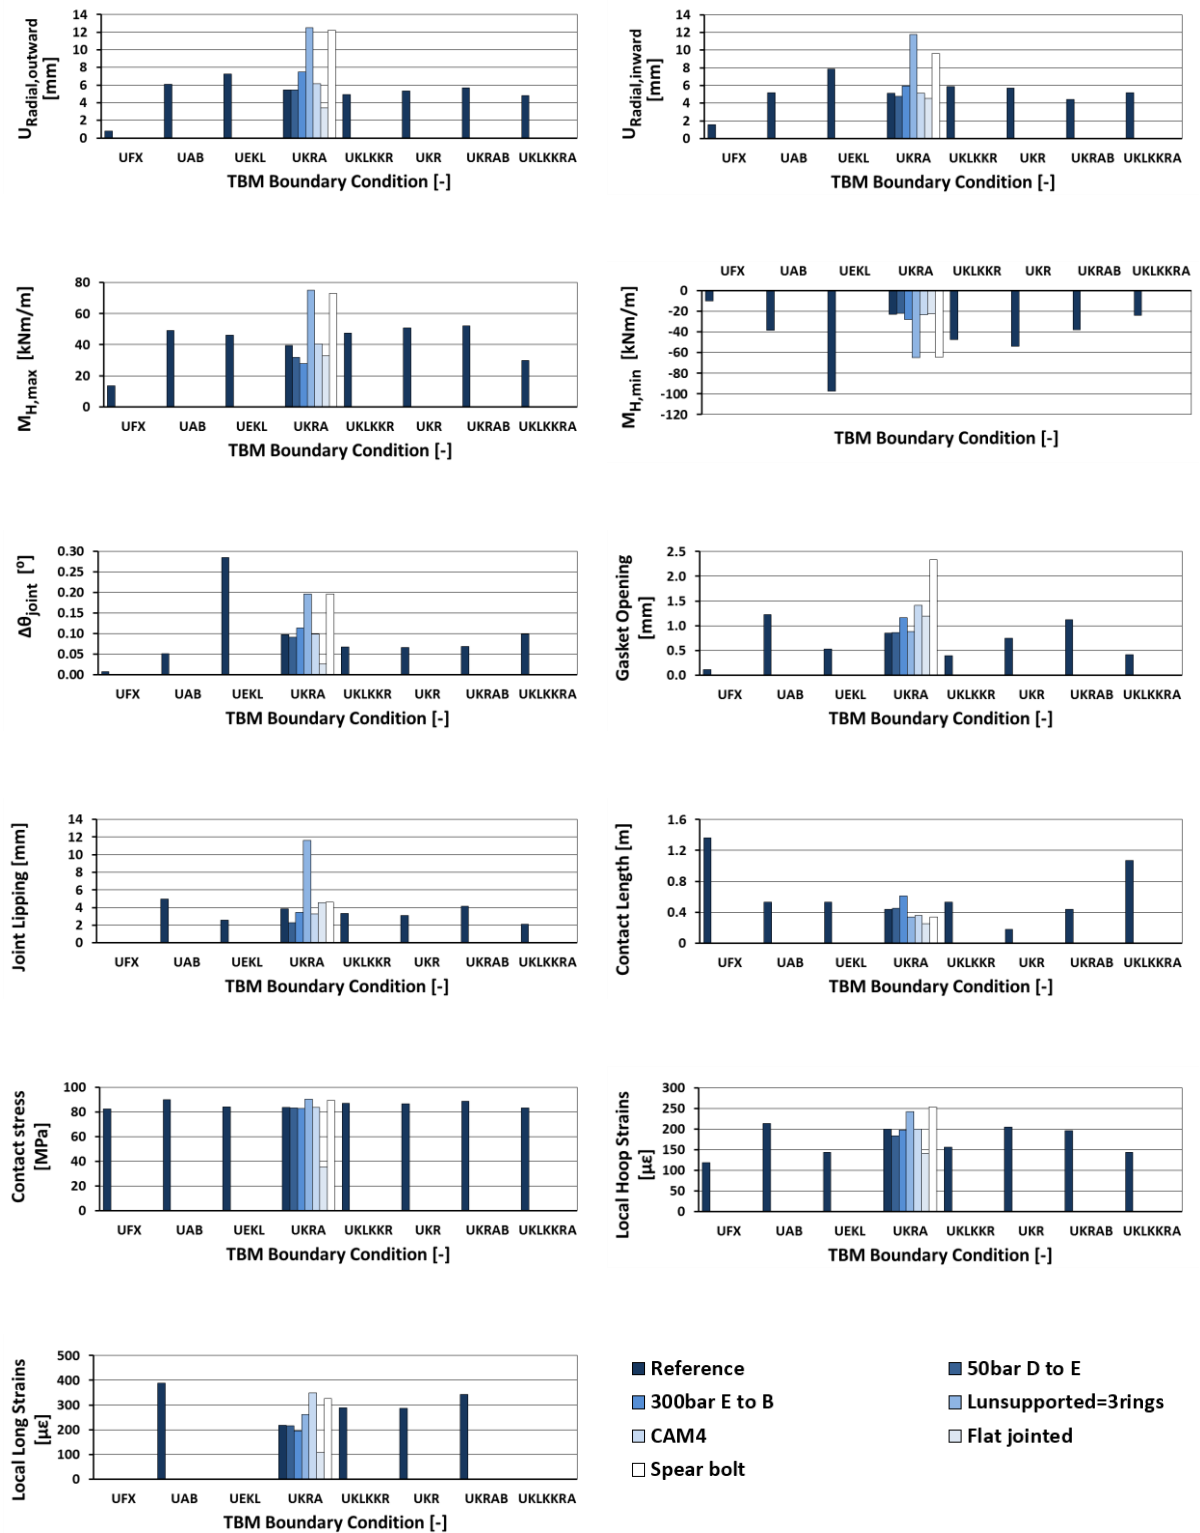 U_Radial,outward
[mm]
14
12
10
8
6
4
2
0
UFX UAB UEKL UKRA UKLKKR UKR UKRAB UKLKKRA
TBM Boundary Condition [-]
U_Radial,inward
[mm]
14
12
10
8
6
4
2
0
UFX UAB UEKL UKRA UKLKKR UKR UKRAB UKLKKRA
TBM Boundary Condition [-]
M_H,max [kNm/m]
80
60
40
20
0
UFX UAB UEKL UKRA UKLKKR UKR UKRAB UKLKKRA
TBM Boundary Condition [-]
M_H,min [kNm/m]
UFX UAB UEKL UKRA UKLKKR UKR UKRAB UKLKKRA
0
-20
-40
-60
-80
-100
-120
TBM Boundary Condition [-]
Δθ_joint [º]
0.30
0.25
0.20
0.15
0.10
0.05
0.00
UFX UAB UEKL UKRA UKLKKR UKR UKRAB UKLKKRA
TBM Boundary Condition [-]
Gasket Opening
[mm]
2.5
2.0
1.5
1.0
0.5
0.0
UFX UAB UEKL UKRA UKLKKR UKR UKRAB UKLKKRA
TBM Boundary Condition [-]
Joint Lipping [mm]
14
12
10
8
6
4
2
0
UFX UAB UEKL UKRA UKLKKR UKR UKRAB UKLKKRA
TBM Boundary Condition [-]
Contact Length [m]
1.6
1.2
0.8
0.4
0
UFX UAB UEKL UKRA UKLKKR UKR UKRAB UKLKKRA
TBM Boundary Condition [-]
Contact stress
[MPa]
100
80
60
40
20
0
UFX UAB UEKL UKRA UKLKKR UKR UKRAB UKLKKRA
TBM Boundary Condition [-]
Local Hoop Strains
[με]
300
250
200
150
100
50
0
UFX UAB UEKL UKRA UKLKKR UKR UKRAB UKLKKRA
TBM Boundary Condition [-]
Local Long Strains
[με]
500
400
300
200
100
0
UFX UAB UEKL UKRA UKLKKR UKR UKRAB UKLKKRA
TBM Boundary Condition [-]
Reference 50bar D to E
300bar E to B Lunsupported=3rings
CAM4 Flat jointed
Spear bolt